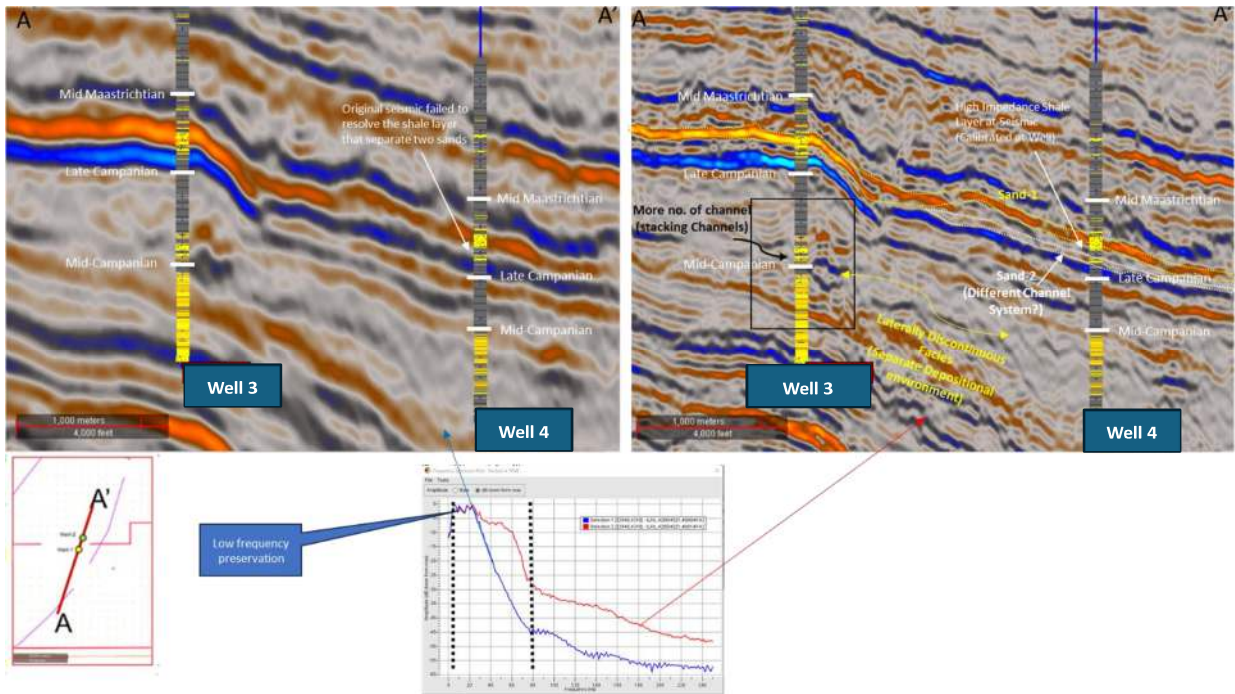 A
A'
Mid Maastrichtian
Original seismic failed to
resolve the shale layer
that separate two sands
Late Campanian
Mid Maastrichtian
Mid-Campanian
Late Campanian
Mid-Campanian
Well 3
Well 4
1,000 meters
4,000 feet
A
A'
Mid Maastrichtian
High Impedance Shale
Layer at Seismic
(Calibrated at Well)
Late Campanian
Sand-1
Mid Maastrichtian
More no. of channel
(stacking Channels)
Mid-Campanian
Late Campanian
Sand-2
(Different Channel
System?)
Mid-Campanian
Laterally Discontinuous
Facies
(Separate Depositional
environment)
Well 3
Well 4
1,000 meters
4,000 feet
A'
A
Low frequency
preservation
File
Amplitude